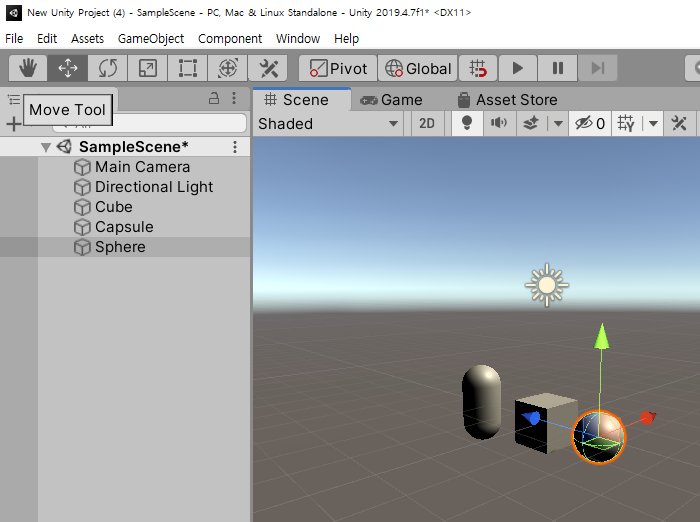 New Unity Project (4) - SampleScene - PC, Mac & Linux Standalone - Unity 2019.4.7f1* <DX11>
File Edit Assets GameObject Component Window Help
Pivot Global
Move Tool
Scene Game Asset Store
Shaded 2D 0
SampleScene*
Main Camera
Directional Light
Cube
Capsule
Sphere